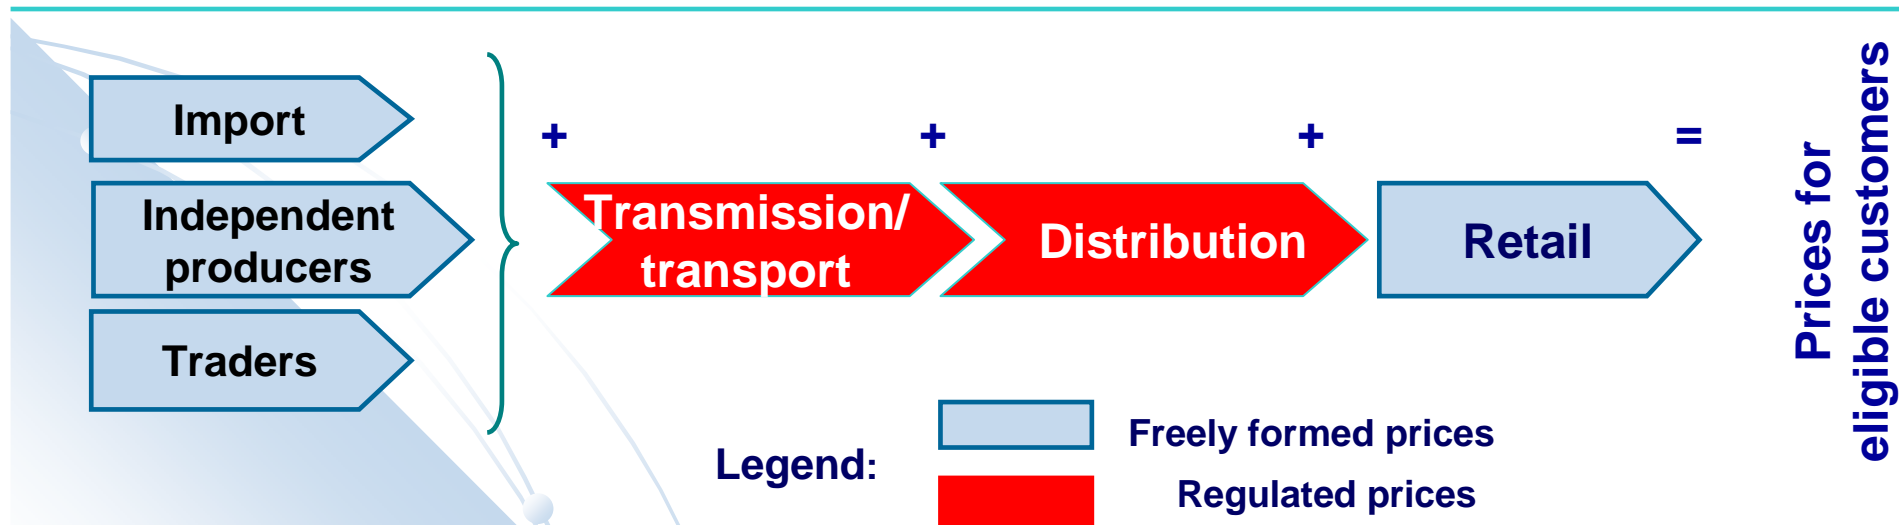 Import
Independent
producers
Traders
+
Transmission/
transport
+
Distribution
+
Retail
=
Prices for
eligible customers
Legend:
Freely formed prices
Regulated prices